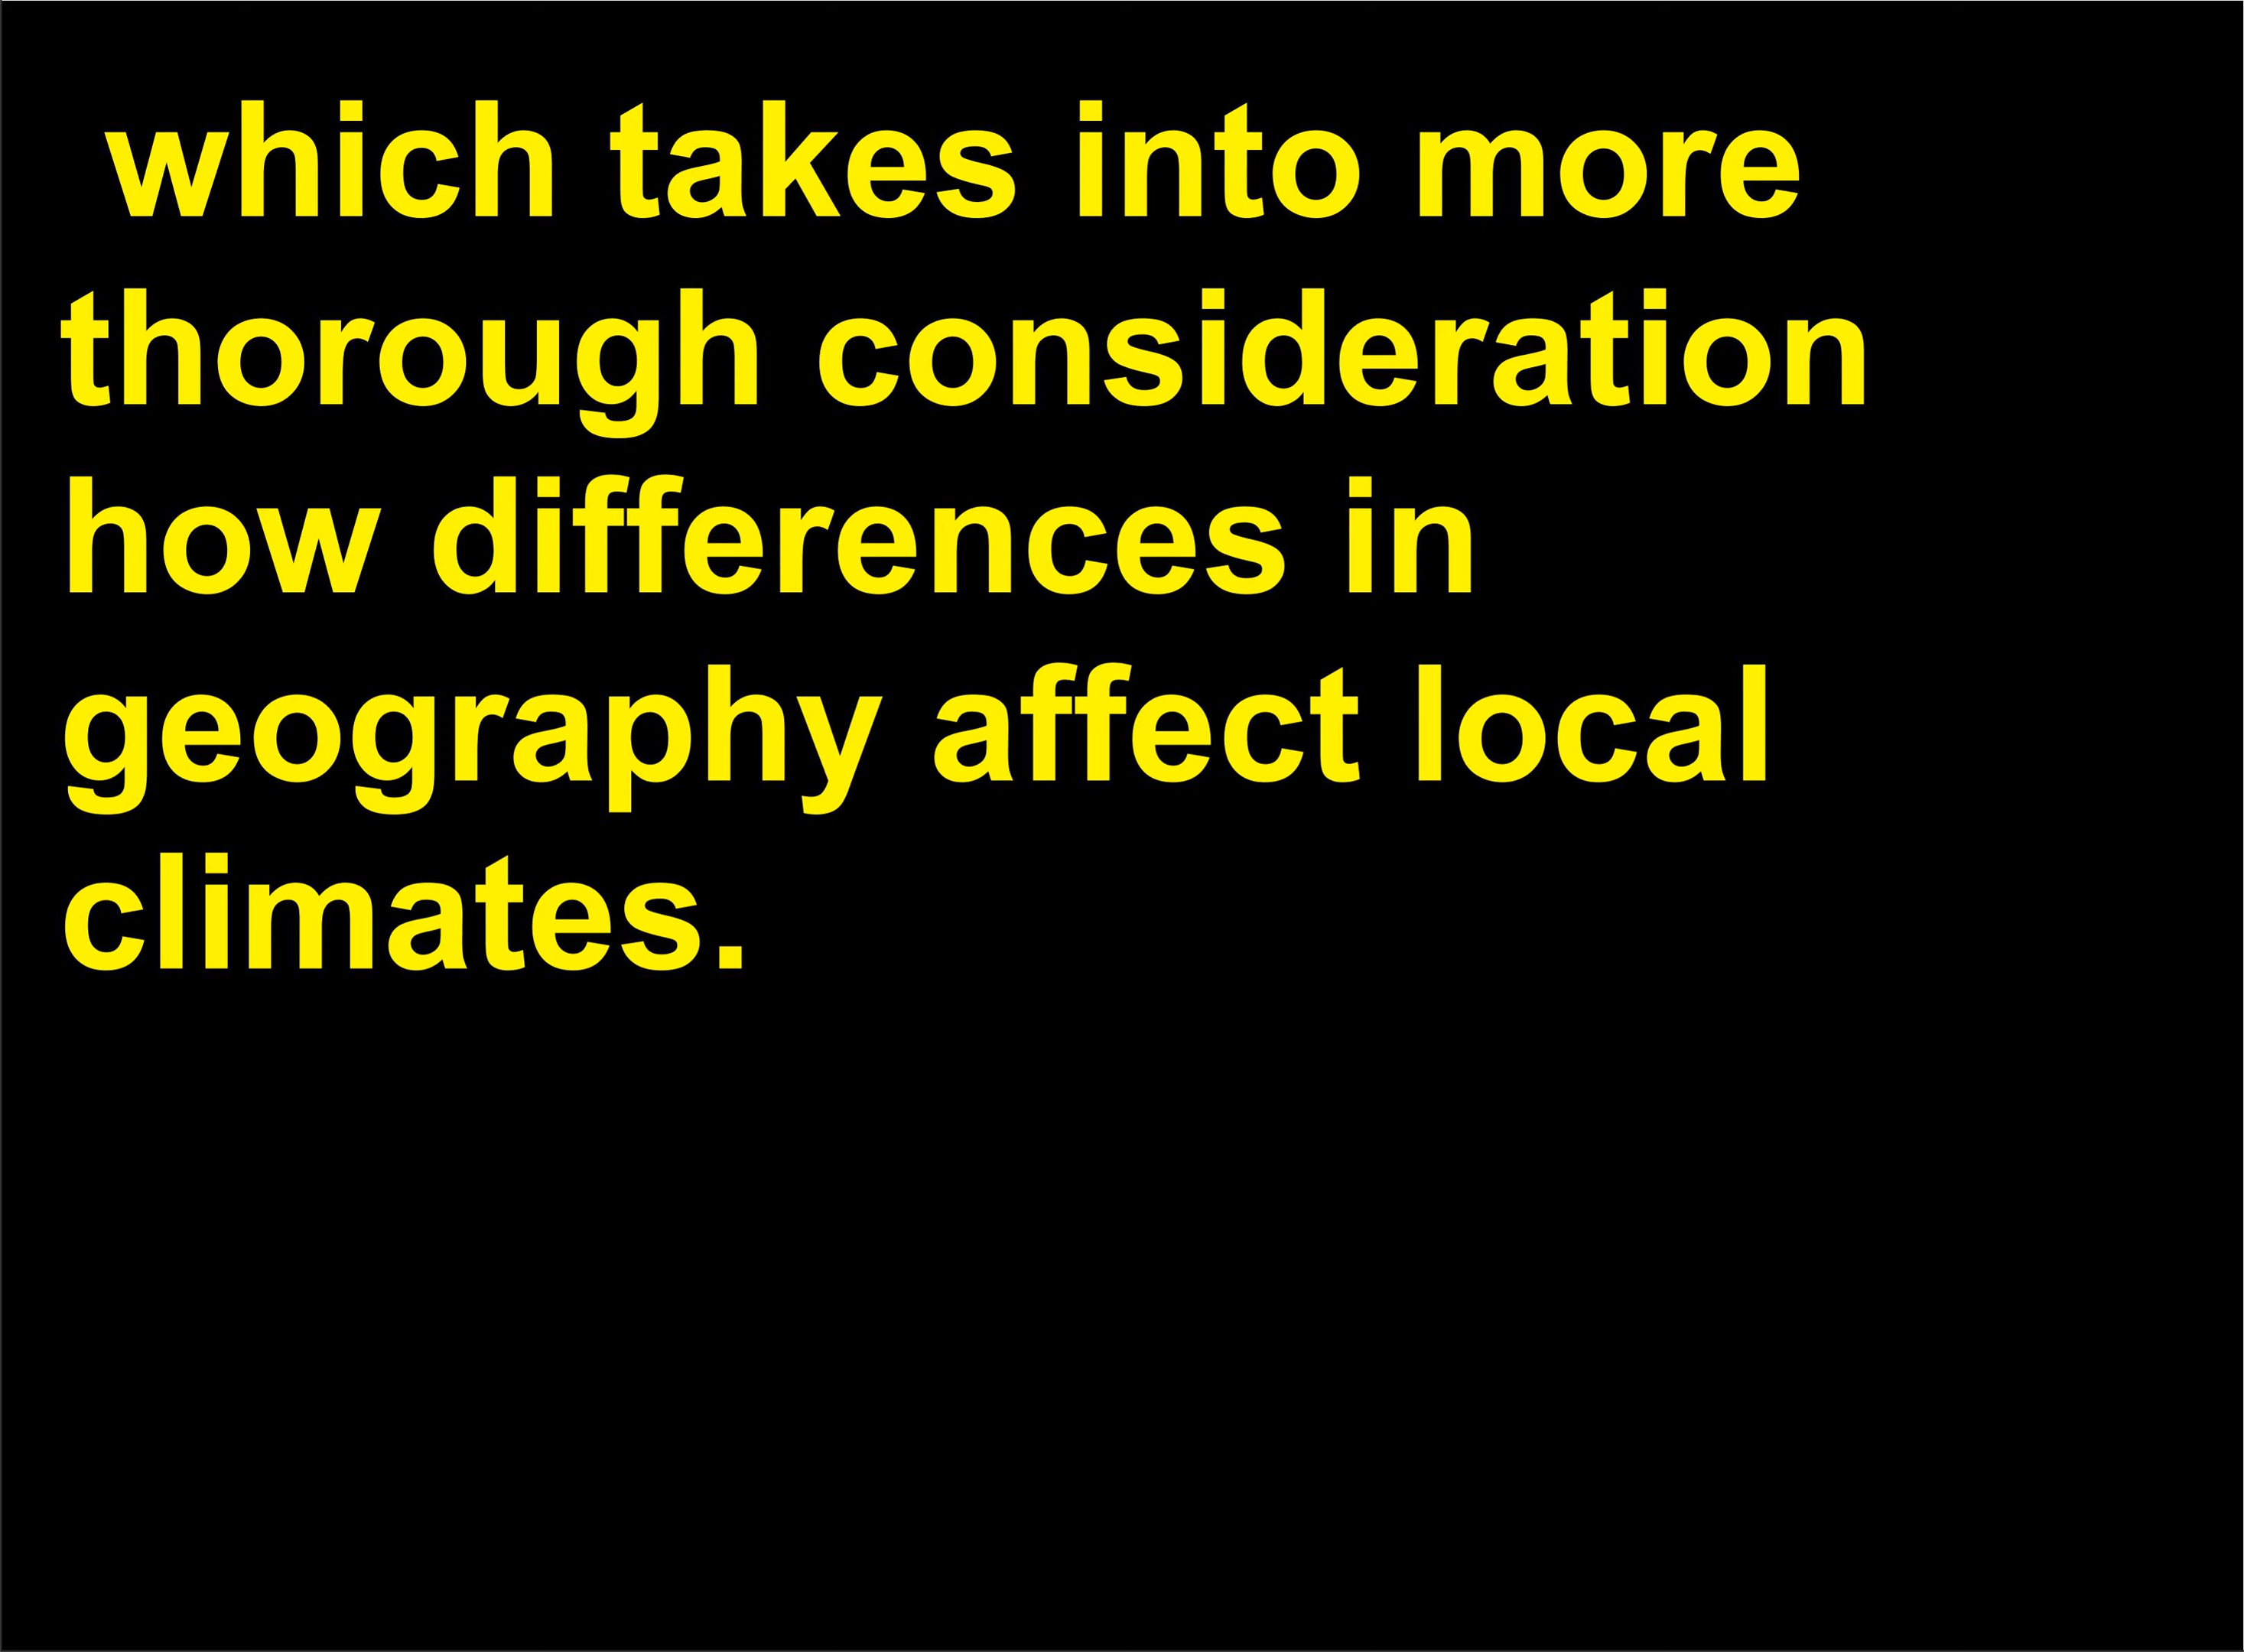 which takes into more
thorough consideration
how differences in
geography affect local
climates.